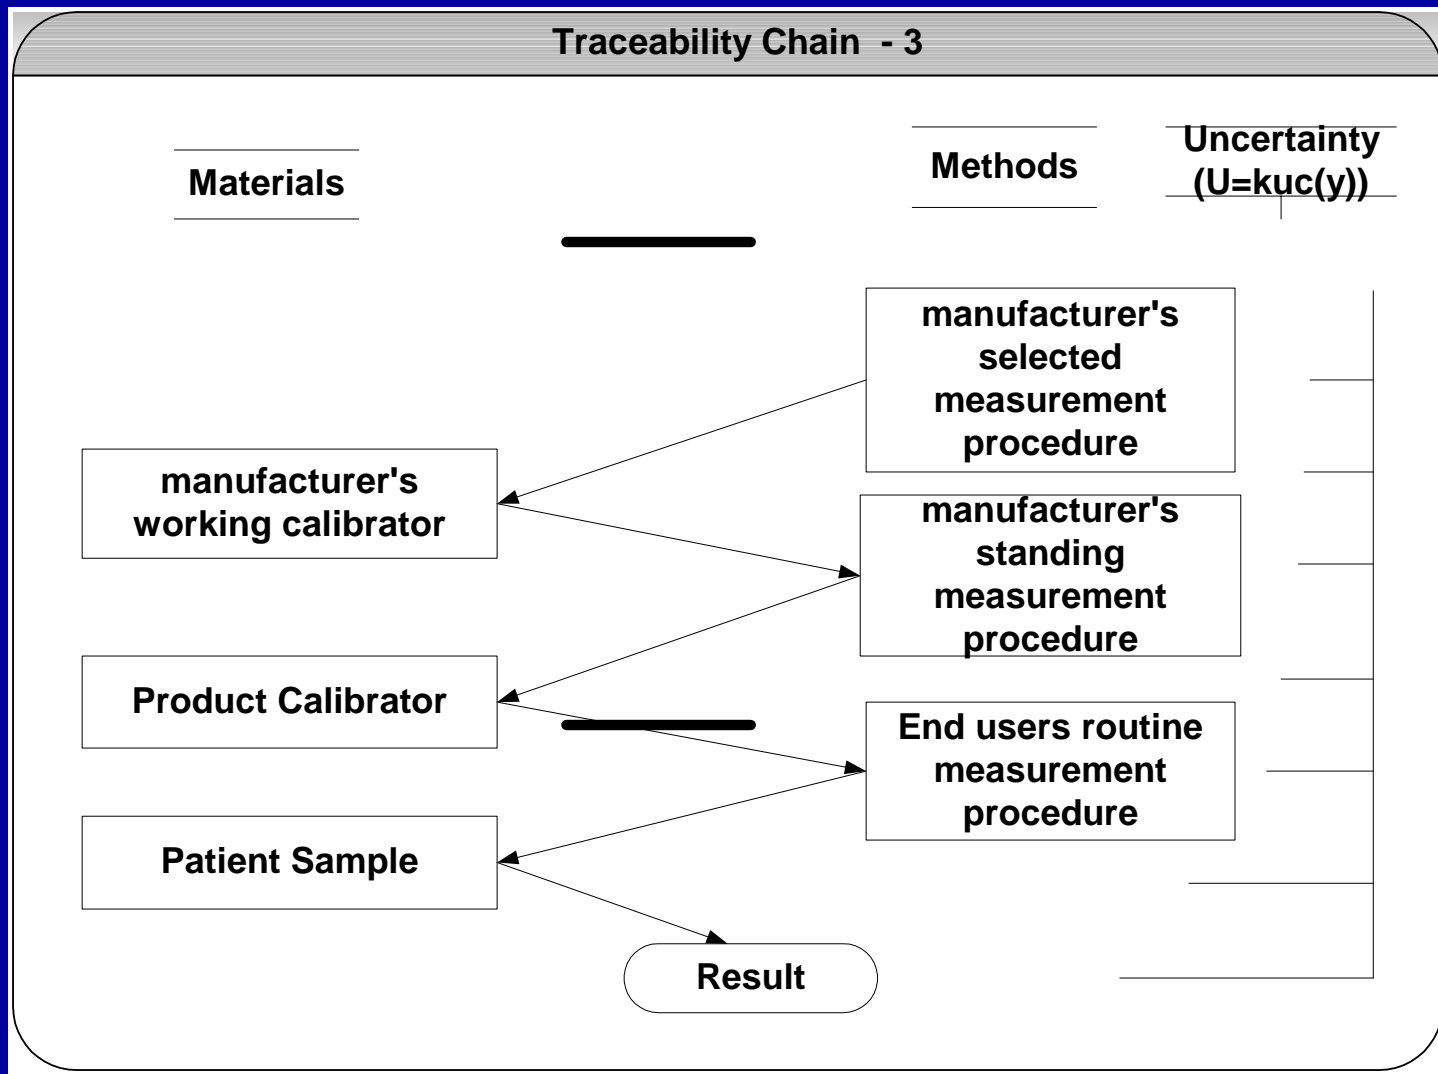 Traceability Chain - 3
Materials
Methods
Uncertainty
(U=kuc(y))
manufacturer's
selected
measurement
procedure
manufacturer's
working calibrator
manufacturer's
standing
measurement
procedure
Product Calibrator
End users routine
measurement
procedure
Patient Sample
Result